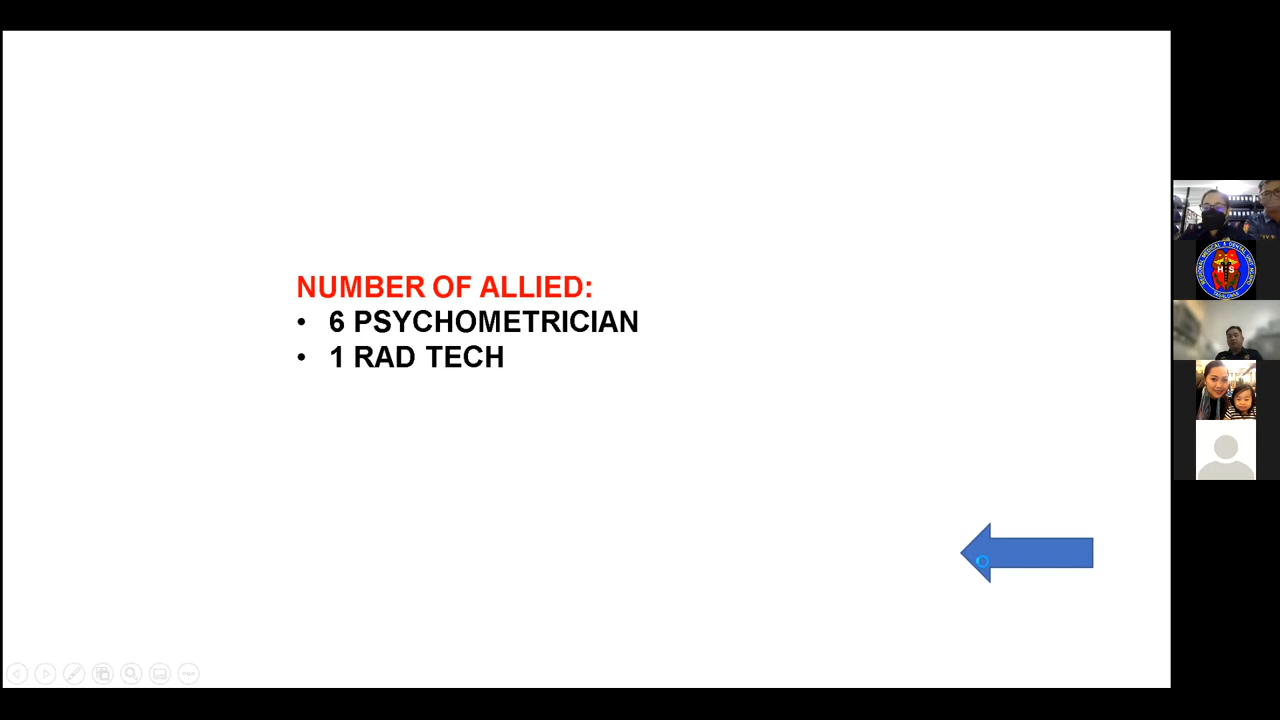 NUMBER OF ALLIED:
• 6 PSYCHOMETRICIAN
• 1 RAD TECH